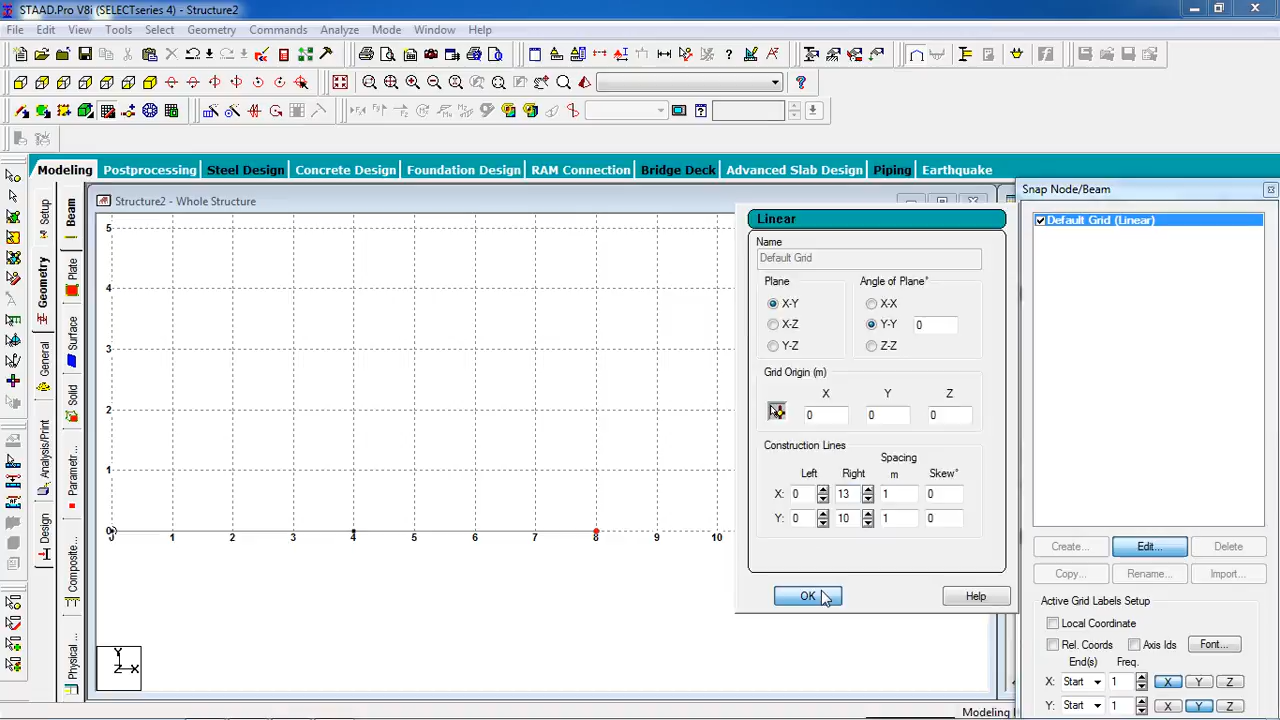 STAAD.Pro V8i (SELECTseries 4) - Structure2
File Edit View Tools Select Geometry Commands Analyze Mode Window Help
Modeling Postprocessing Steel Design Concrete Design Foundation Design RAM Connection Bridge Deck Advanced Slab Design Piping Earthquake
Setup
Geometry
General
Analysis/Print
Design
Beam
Plate
Surface
Solid
Parametr...
Composite...
Physical ...
Structure2 - Whole Structure
5
4
3
2
1
0
0 1 2 3 4 5 6 7 8 9 10
Y
Z X
Linear
Name
Default Grid
Plane
X-Y
X-Z
Y-Z
Angle of Plane°
X-X
Y-Y 0
Z-Z
Grid Origin (m)
X Y Z
0 0 0
Construction Lines
Spacing
Left Right m Skew°
X: 0 13 1 0
Y: 0 10 1 0
OK Help
Snap Node/Beam
Default Grid (Linear)
Create... Edit... Delete
Copy... Rename... Import...
Active Grid Labels Setup
Local Coordinate
Rel. Coords Axis Ids Font...
End(s) Freq.
X: Start 1 X Y Z
Y: Start 1 X Y Z
Modeling